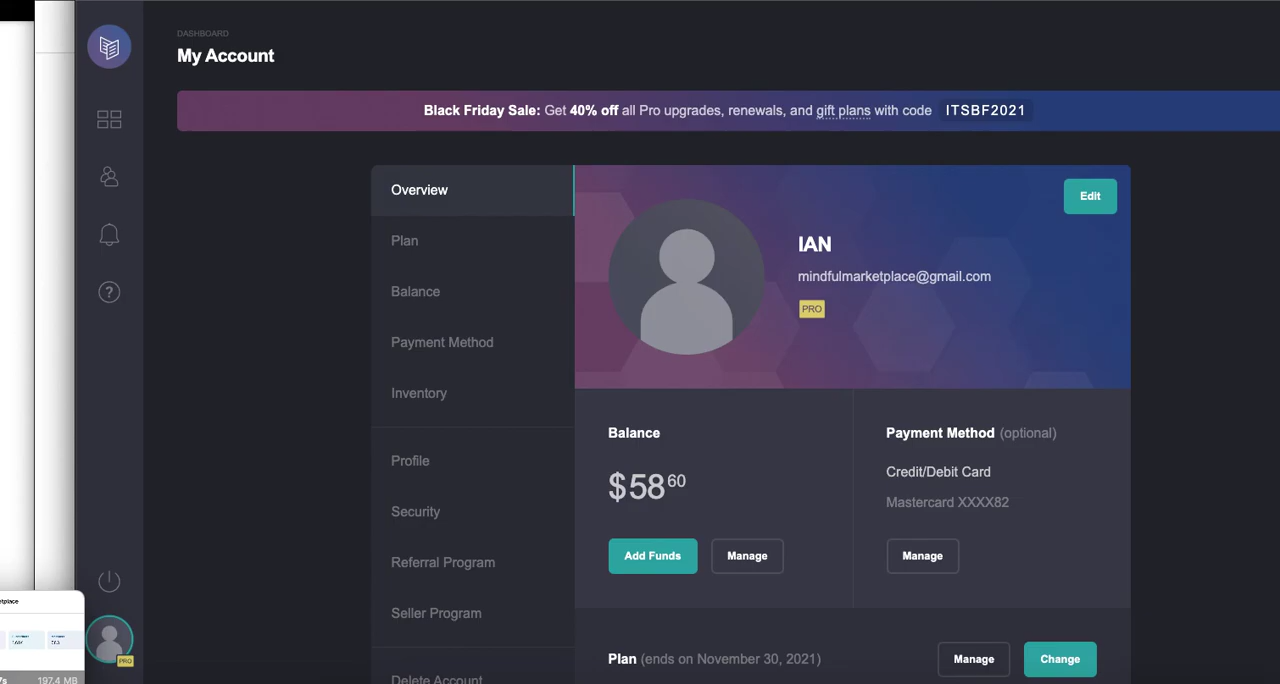 DASHBOARD
My Account
Black Friday Sale: Get 40% off all Pro upgrades, renewals, and gift plans with code ITSBF2021
Overview
Plan
Balance
Payment Method
Inventory
Profile
Security
Referral Program
Seller Program
Delete Account
Edit
IAN
mindfulmarketplace@gmail.com
PRO
Balance
$58 60
Add Funds
Manage
Payment Method (optional)
Credit/Debit Card
Mastercard XXXX82
Manage
Plan (ends on November 30, 2021)
Manage
Change
?
PRO
197.4 MB